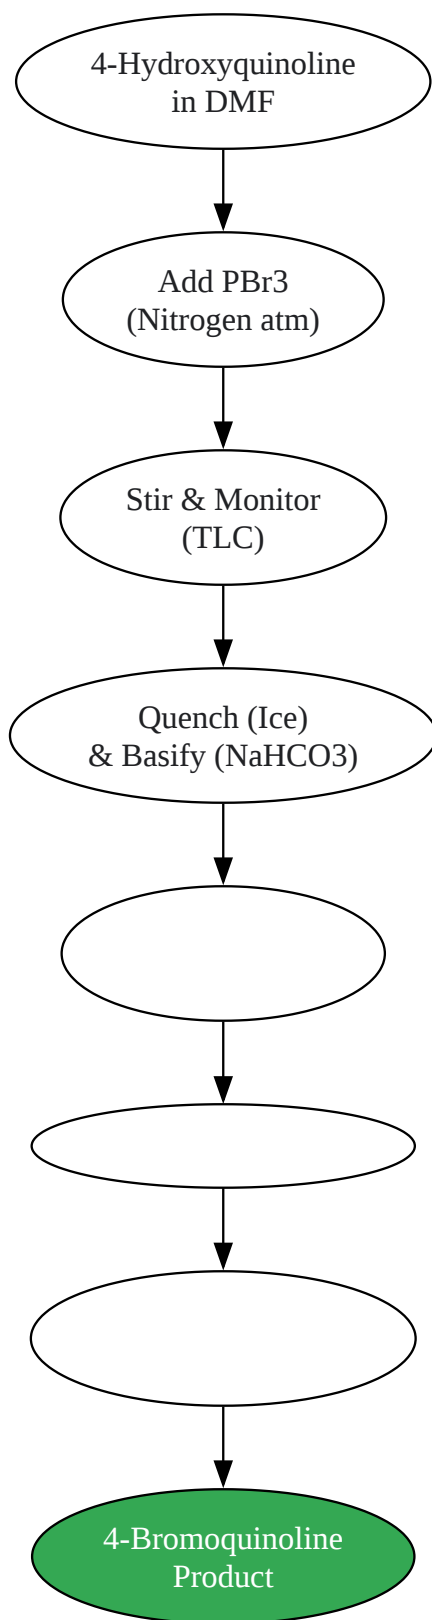 4-Hydroxyquinoline
in DMF
Add PBr3
(Nitrogen atm)
Stir & Monitor
(TLC)
Quench (Ice)
& Basify (NaHCO3)
4-Bromoquinoline
Product